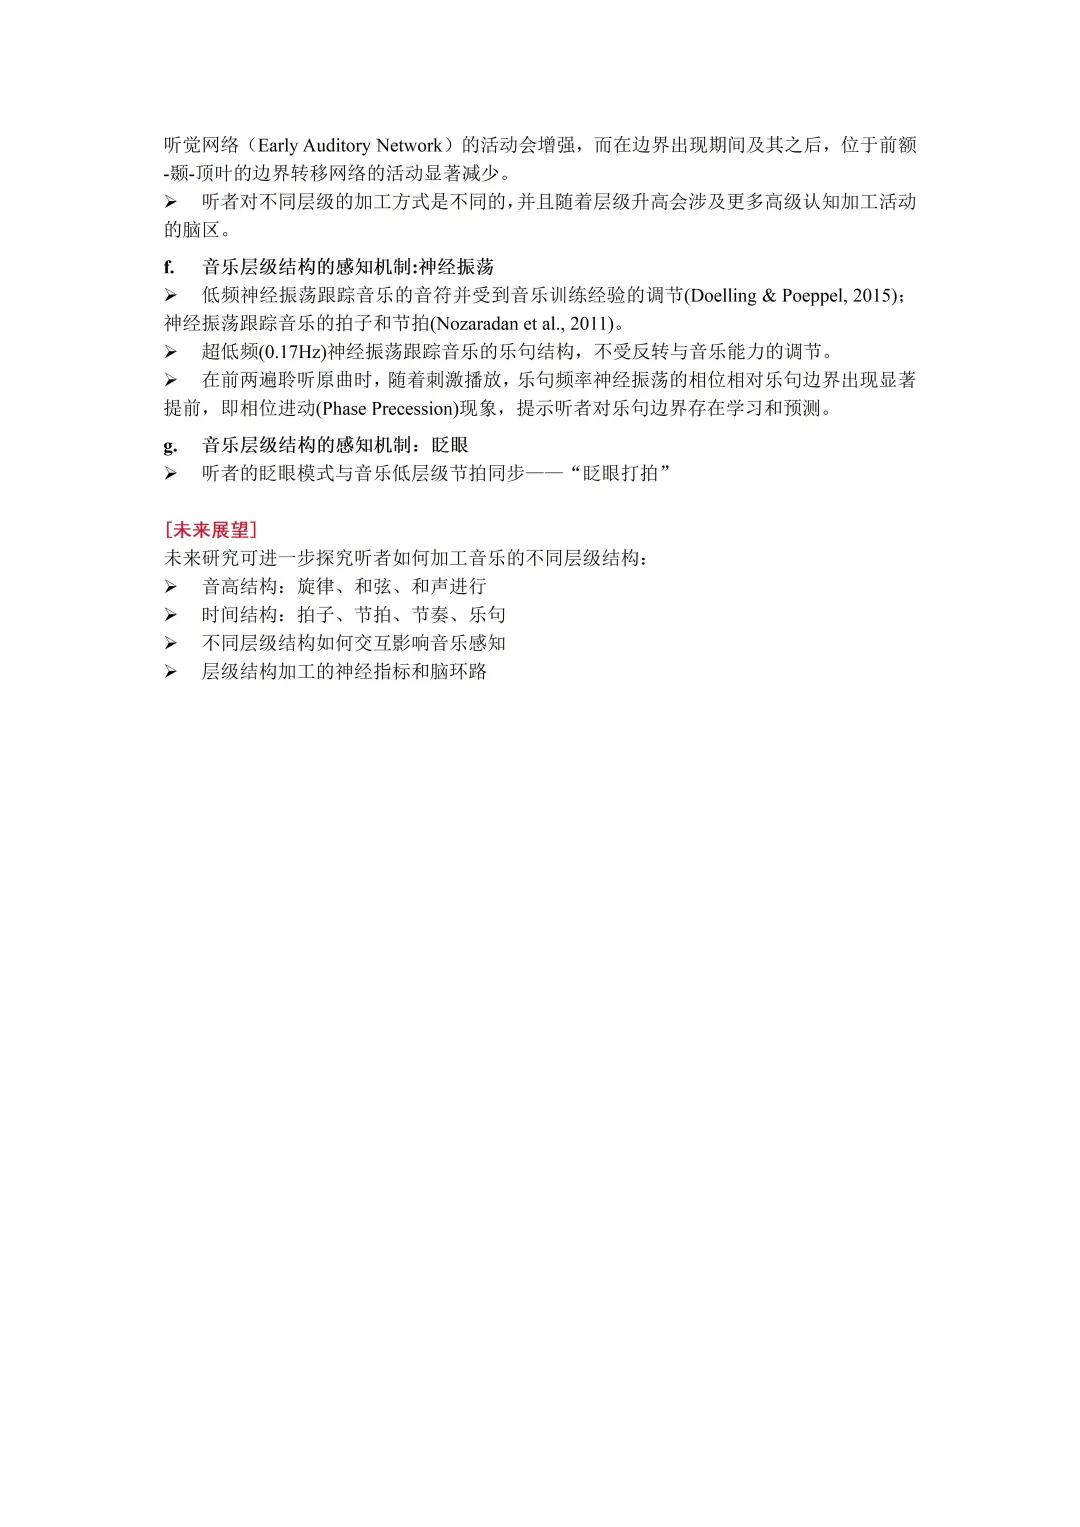 听觉网络（Early Auditory Network）的活动会增强，而在边界出现期间及其之后，位于前额
-颞-顶叶的边界转移网络的活动显著减少。
➢ 听者对不同层级的加工方式是不同的，并且随着层级升高会涉及更多高级认知加工活动
的脑区。
f. 音乐层级结构的感知机制:神经振荡
➢ 低频神经振荡跟踪音乐的音符并受到音乐训练经验的调节(Doelling & Poeppel, 2015)；
神经振荡跟踪音乐的拍子和节拍(Nozaradan et al., 2011)。
➢ 超低频(0.17Hz)神经振荡跟踪音乐的乐句结构，不受反转与音乐能力的调节。
➢ 在前两遍聆听原曲时，随着刺激播放，乐句频率神经振荡的相位相对乐句边界出现显著
提前，即相位进动(Phase Precession)现象，提示听者对乐句边界存在学习和预测。
g. 音乐层级结构的感知机制：眨眼
➢ 听者的眨眼模式与音乐低层级节拍同步——“眨眼打拍”
[未来展望]
未来研究可进一步探究听者如何加工音乐的不同层级结构：
➢ 音高结构：旋律、和弦、和声进行
➢ 时间结构：拍子、节拍、节奏、乐句
➢ 不同层级结构如何交互影响音乐感知
➢ 层级结构加工的神经指标和脑环路